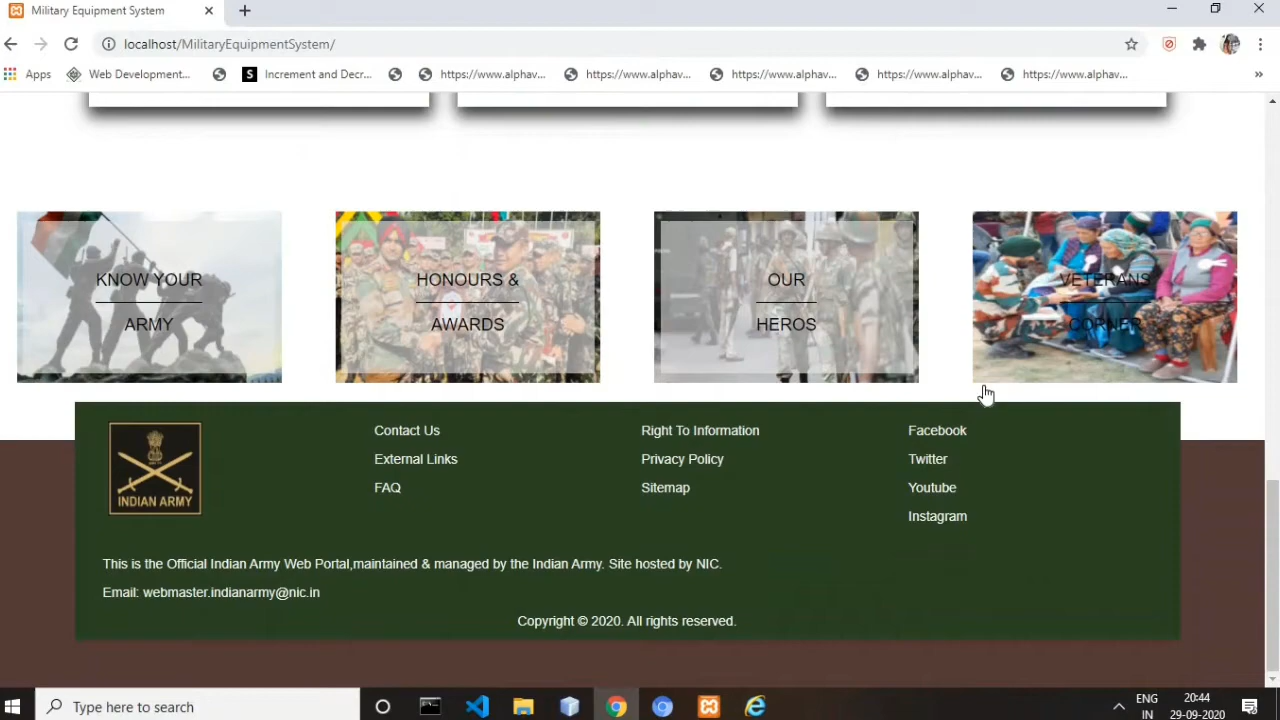 Military Equipment System
localhost/MilitaryEquipmentSystem/
Apps
Web Development...
S
Increment and Decr...
https://www.alphav...
https://www.alphav...
https://www.alphav...
https://www.alphav...
https://www.alphav...
KNOW YOUR
ARMY
HONOURS &
AWARDS
OUR
HEROS
VETERANS
CORNER
INDIAN ARMY
Contact Us
External Links
FAQ
Right To Information
Privacy Policy
Sitemap
Facebook
Twitter
Youtube
Instagram
This is the Official Indian Army Web Portal,maintained & managed by the Indian Army. Site hosted by NIC.
Email: webmaster.indianarmy@nic.in
Copyright © 2020. All rights reserved.
Type here to search
ENG
IN
20:44
29-09-2020